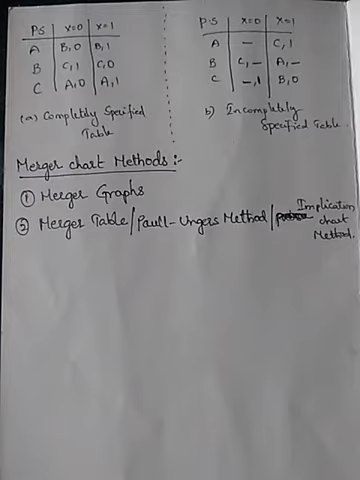 P.S x=0 x=1
A B,0 B,1
B C,1 C,0
C A,0 A,1
(a) Completely Specified
Table
P.S x=0 x=1
A - C,1
B C,- A,-
C -,1 B,0
b) Incompletely
Specified Table.
Merger chart Methods:-
① Merger Graphs
② Merger Table/Paull-Ungers Method/ Implication
chart
Method.